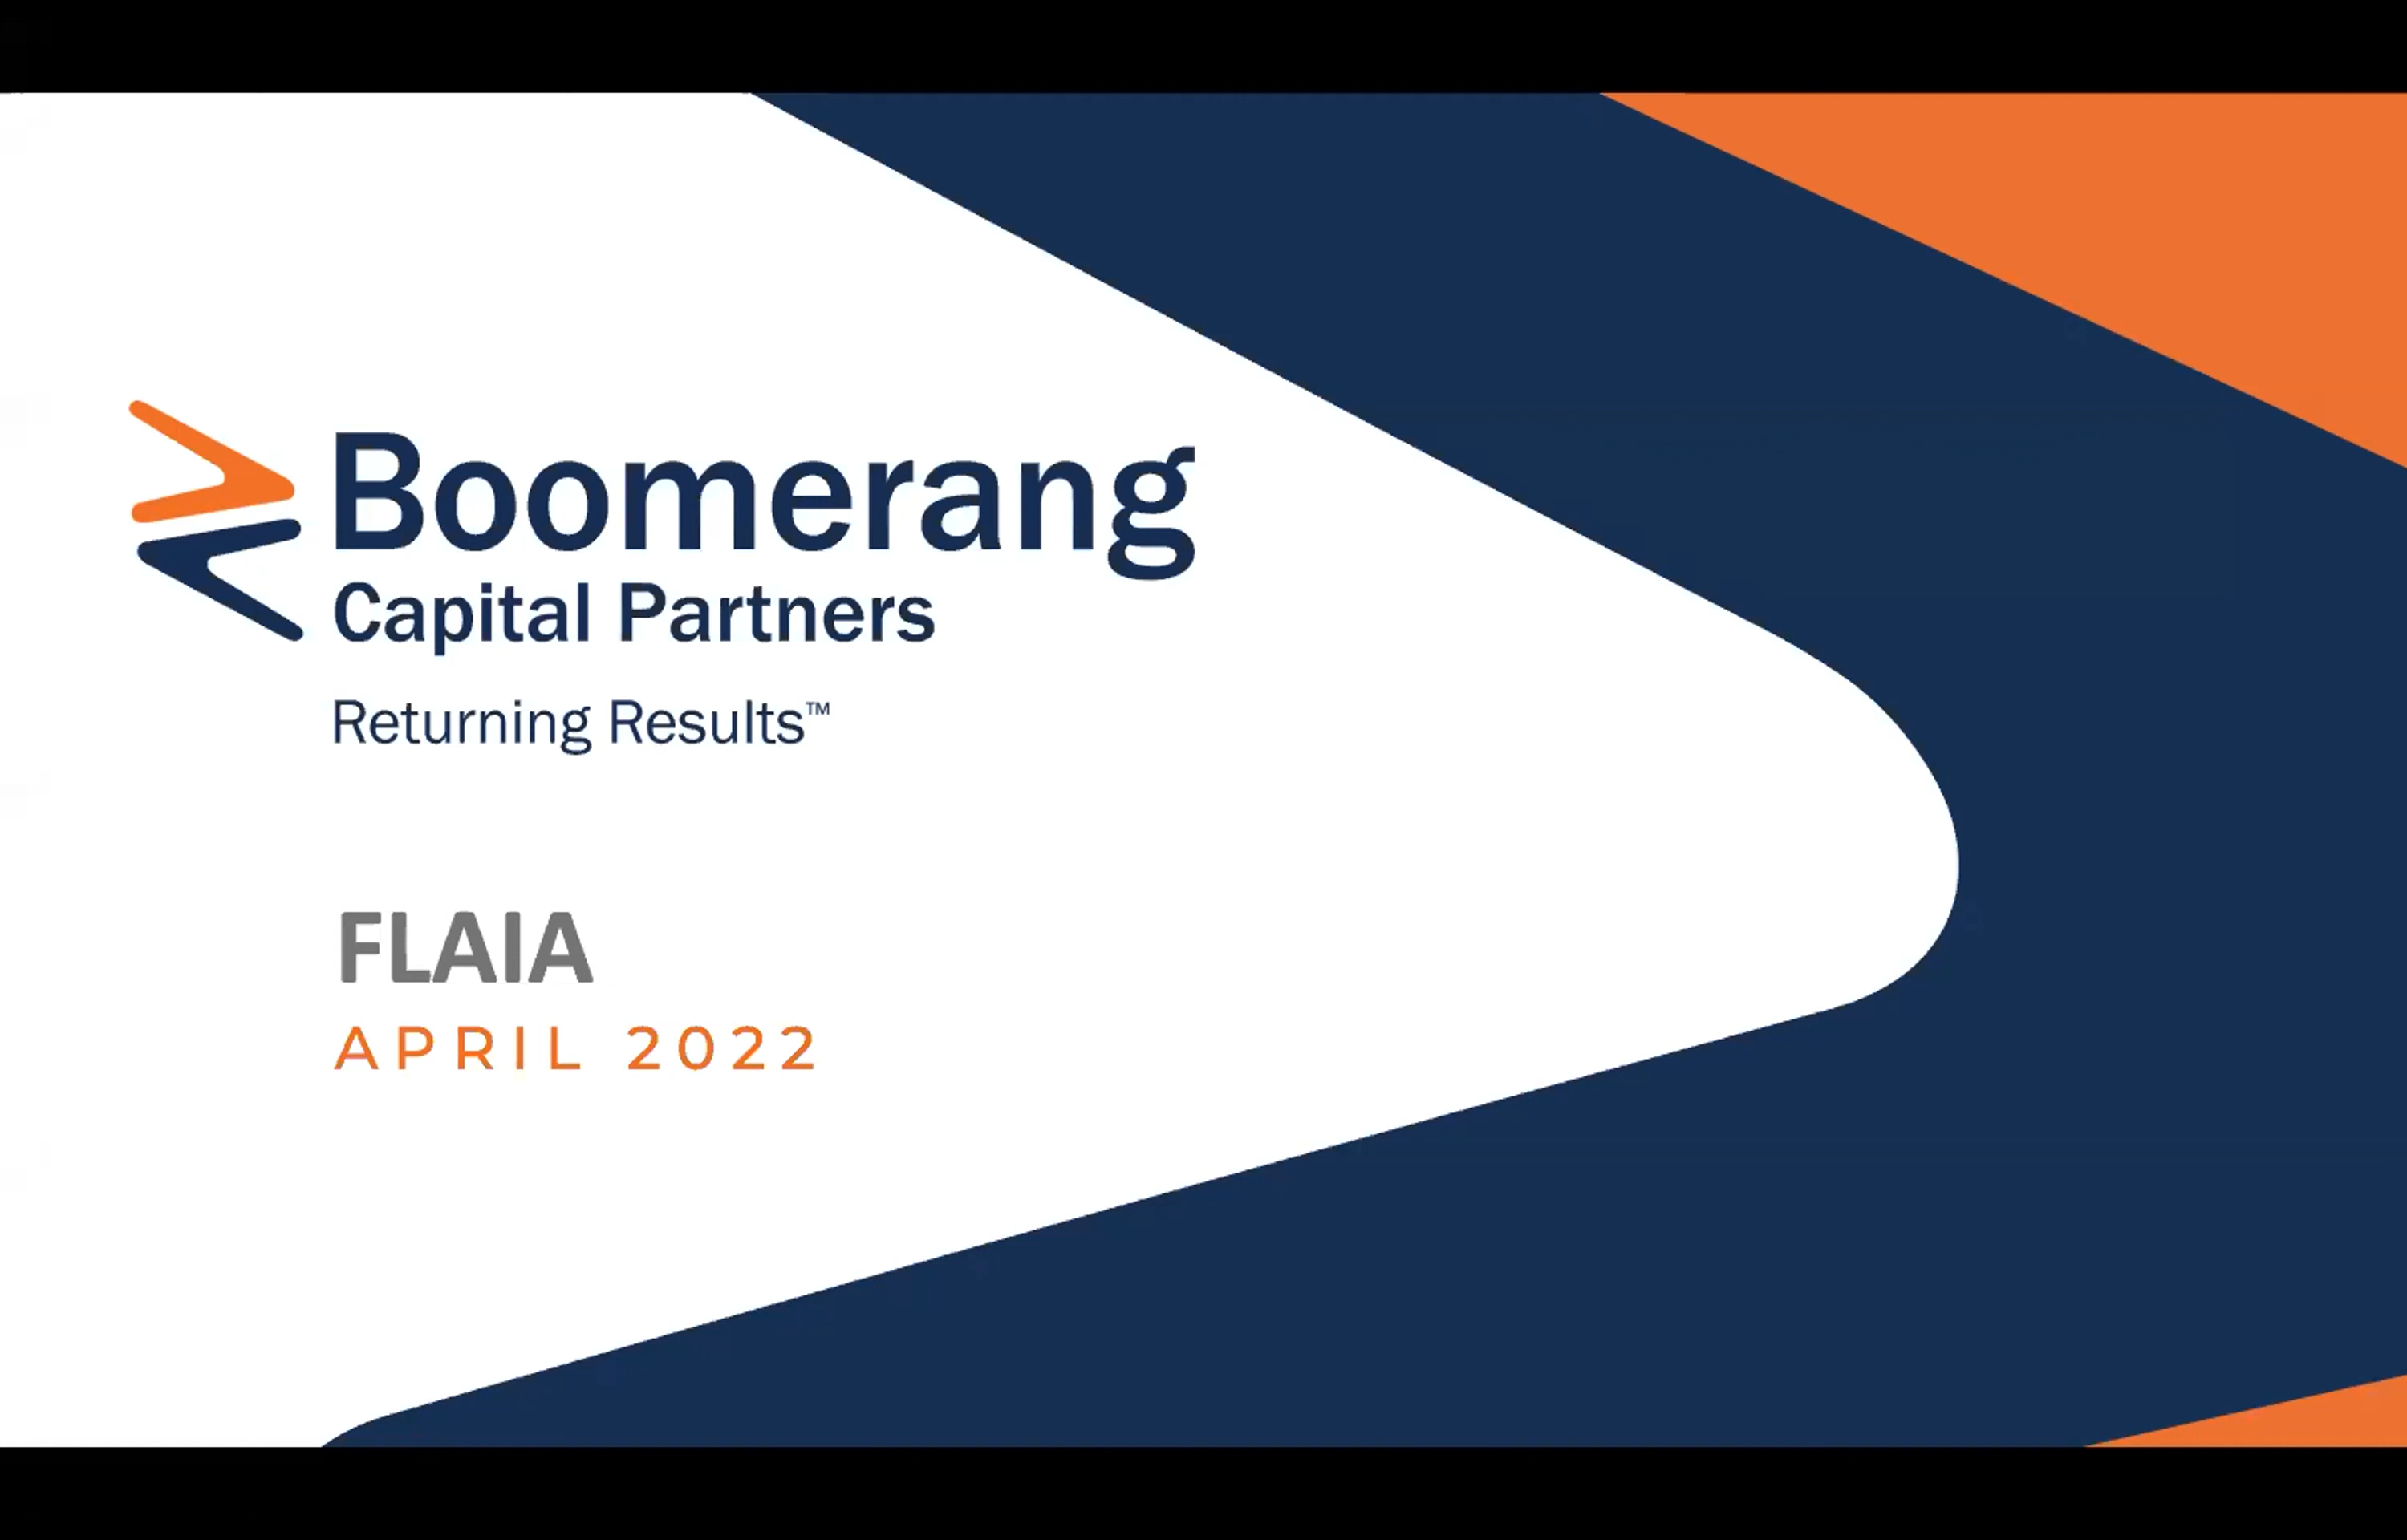 Boomerang
Capital Partners
Returning Results™
FLAIA
APRIL 2022